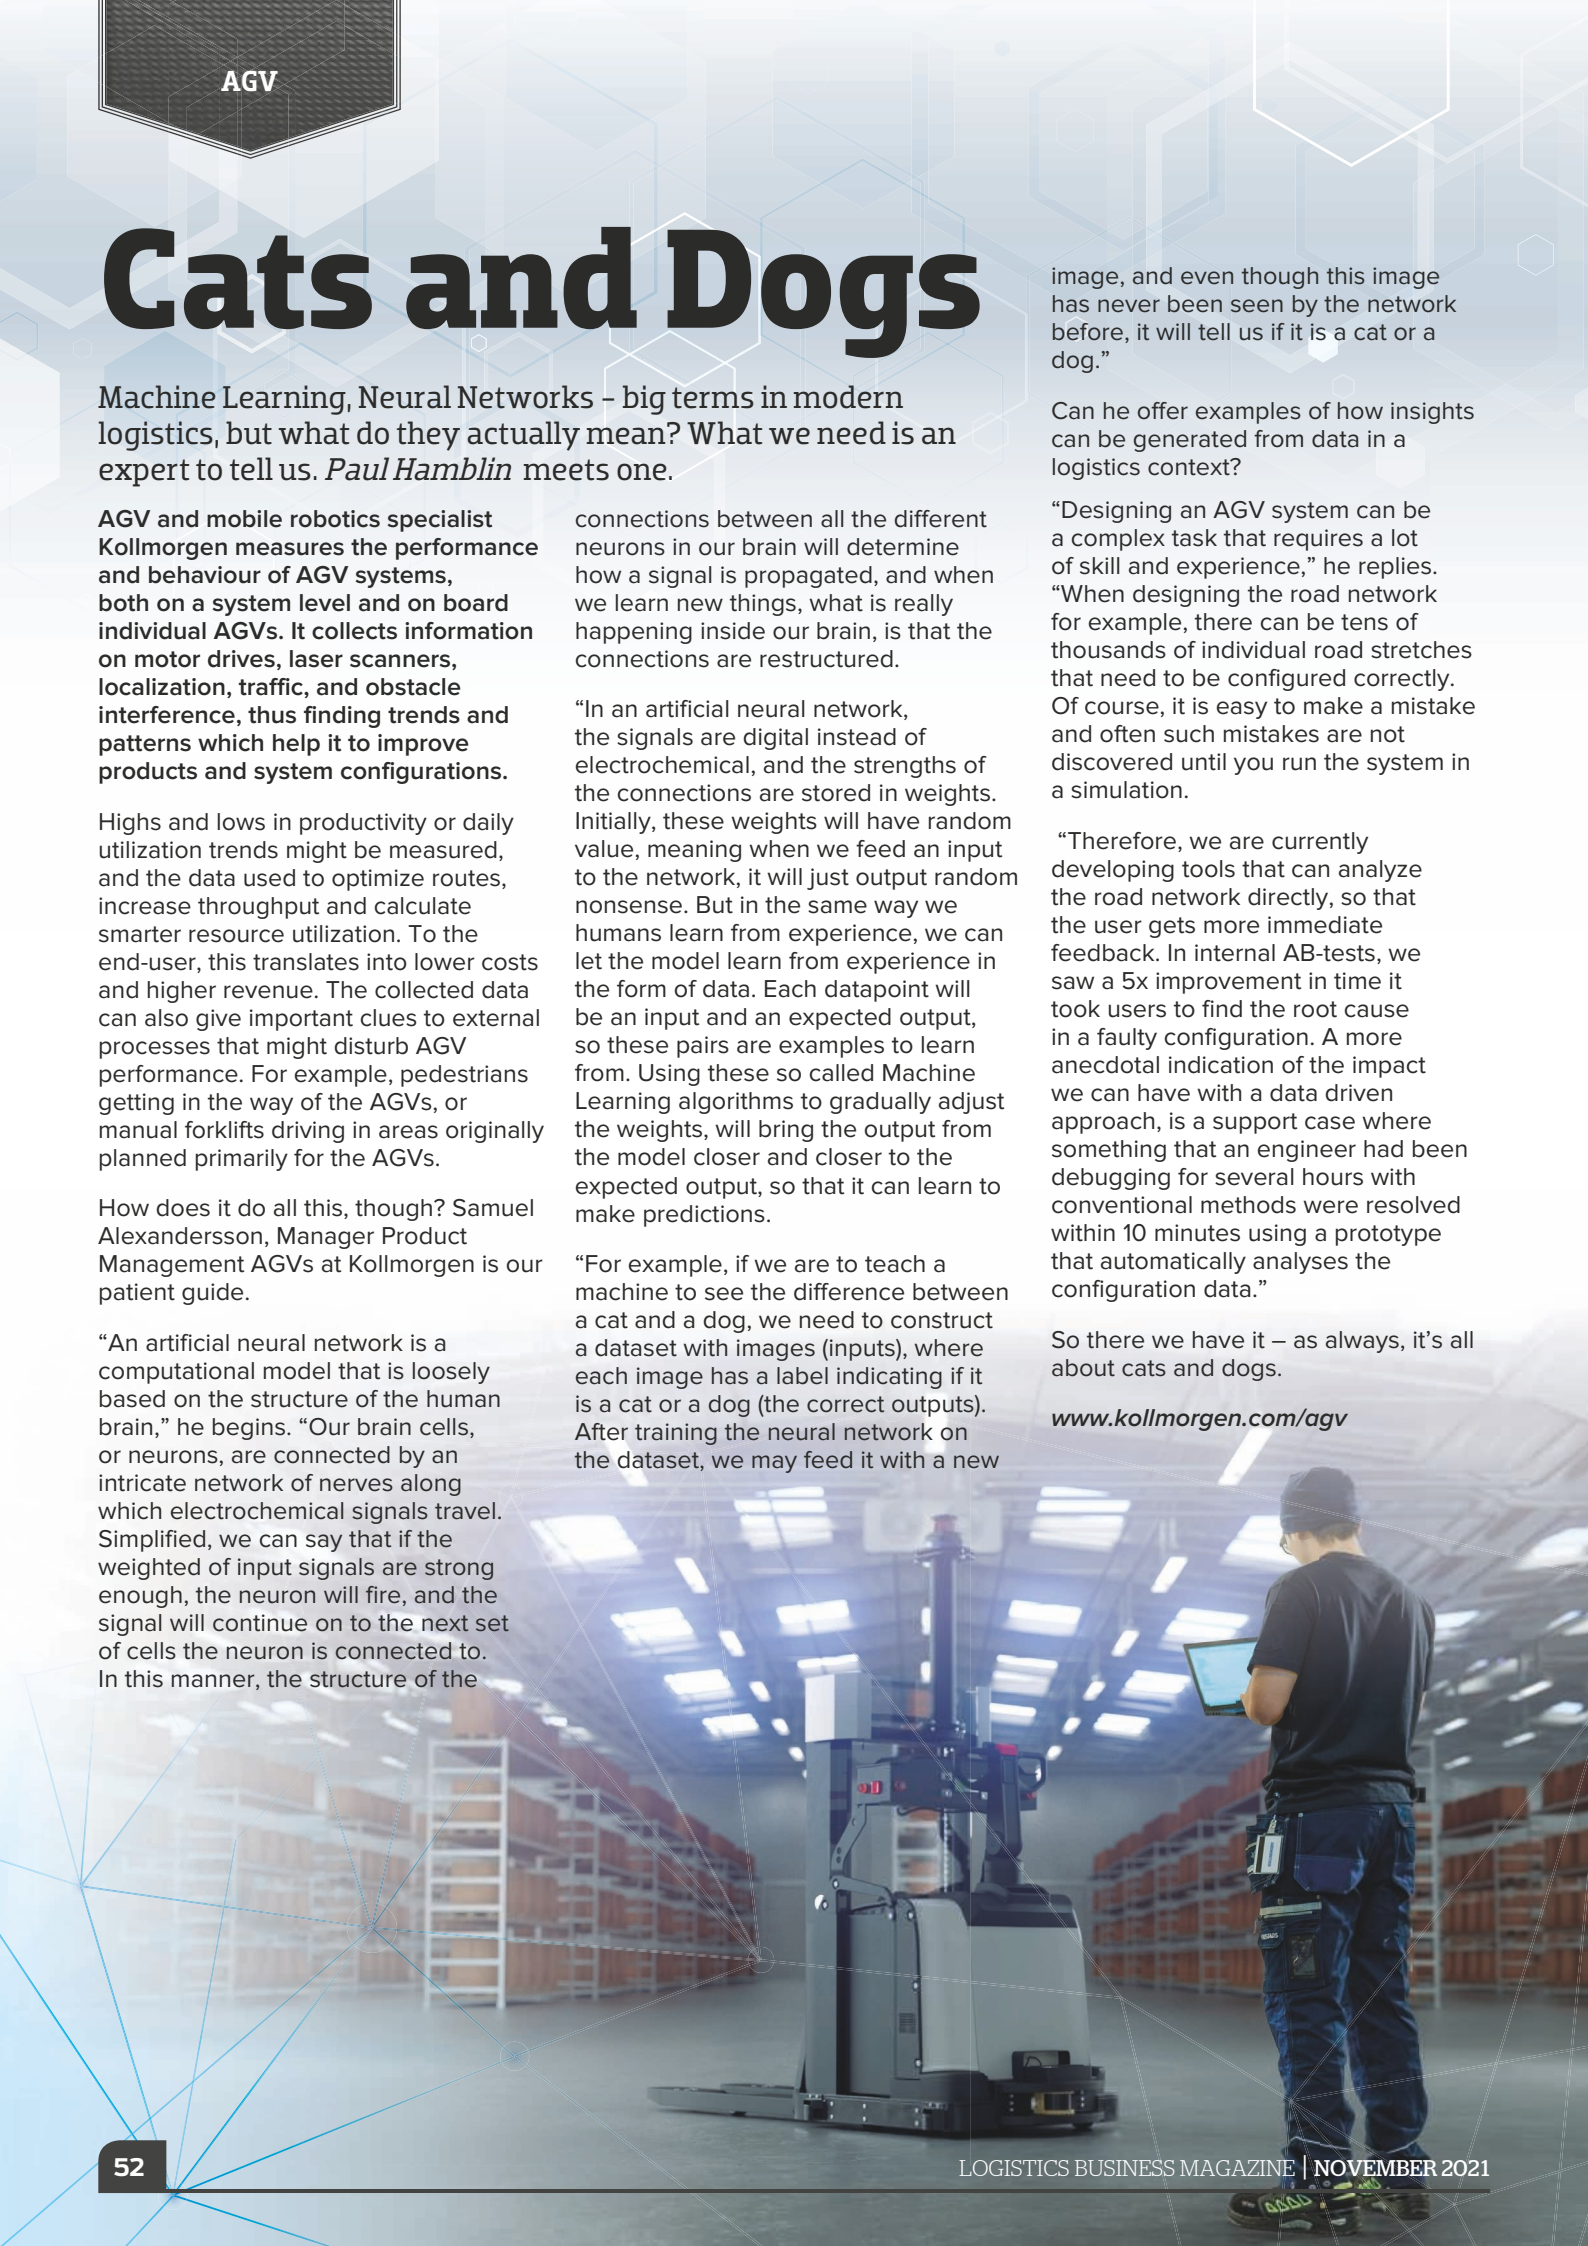 AGV
Cats and Dogs
Machine Learning, Neural Networks – big terms in modern
logistics, but what do they actually mean? What we need is an
expert to tell us. Paul Hamblin meets one.
AGV and mobile robotics specialist
Kollmorgen measures the performance
and behaviour of AGV systems,
both on a system level and on board
individual AGVs. It collects information
on motor drives, laser scanners,
localization, traffic, and obstacle
interference, thus finding trends and
patterns which help it to improve
products and system configurations.
Highs and lows in productivity or daily
utilization trends might be measured,
and the data used to optimize routes,
increase throughput and calculate
smarter resource utilization. To the
end-user, this translates into lower costs
and higher revenue. The collected data
can also give important clues to external
processes that might disturb AGV
performance. For example, pedestrians
getting in the way of the AGVs, or
manual forklifts driving in areas originally
planned primarily for the AGVs.
How does it do all this, though? Samuel
Alexandersson, Manager Product
Management AGVs at Kollmorgen is our
patient guide.
“An artificial neural network is a
computational model that is loosely
based on the structure of the human
brain,” he begins. “Our brain cells,
or neurons, are connected by an
intricate network of nerves along
which electrochemical signals travel.
Simplified, we can say that if the
weighted of input signals are strong
enough, the neuron will fire, and the
signal will continue on to the next set
of cells the neuron is connected to.
In this manner, the structure of the
connections between all the different
neurons in our brain will determine
how a signal is propagated, and when
we learn new things, what is really
happening inside our brain, is that the
connections are restructured.
“In an artificial neural network,
the signals are digital instead of
electrochemical, and the strengths of
the connections are stored in weights.
Initially, these weights will have random
value, meaning when we feed an input
to the network, it will just output random
nonsense. But in the same way we
humans learn from experience, we can
let the model learn from experience in
the form of data. Each datapoint will
be an input and an expected output,
so these pairs are examples to learn
from. Using these so called Machine
Learning algorithms to gradually adjust
the weights, will bring the output from
the model closer and closer to the
expected output, so that it can learn to
make predictions.
“For example, if we are to teach a
machine to see the difference between
a cat and a dog, we need to construct
a dataset with images (inputs), where
each image has a label indicating if it
is a cat or a dog (the correct outputs).
After training the neural network on
the dataset, we may feed it with a new
image, and even though this image
has never been seen by the network
before, it will tell us if it is a cat or a
dog.”
Can he offer examples of how insights
can be generated from data in a
logistics context?
“Designing an AGV system can be
a complex task that requires a lot
of skill and experience,” he replies.
“When designing the road network
for example, there can be tens of
thousands of individual road stretches
that need to be configured correctly.
Of course, it is easy to make a mistake
and often such mistakes are not
discovered until you run the system in
a simulation.
“Therefore, we are currently
developing tools that can analyze
the road network directly, so that
the user gets more immediate
feedback. In internal AB-tests, we
saw a 5x improvement in time it
took users to find the root cause
in a faulty configuration. A more
anecdotal indication of the impact
we can have with a data driven
approach, is a support case where
something that an engineer had been
debugging for several hours with
conventional methods were resolved
within 10 minutes using a prototype
that automatically analyses the
configuration data.”
So there we have it – as always, it’s all
about cats and dogs.
www.kollmorgen.com/agv
52
LOGISTICS BUSINESS MAGAZINE | NOVEMBER 2021